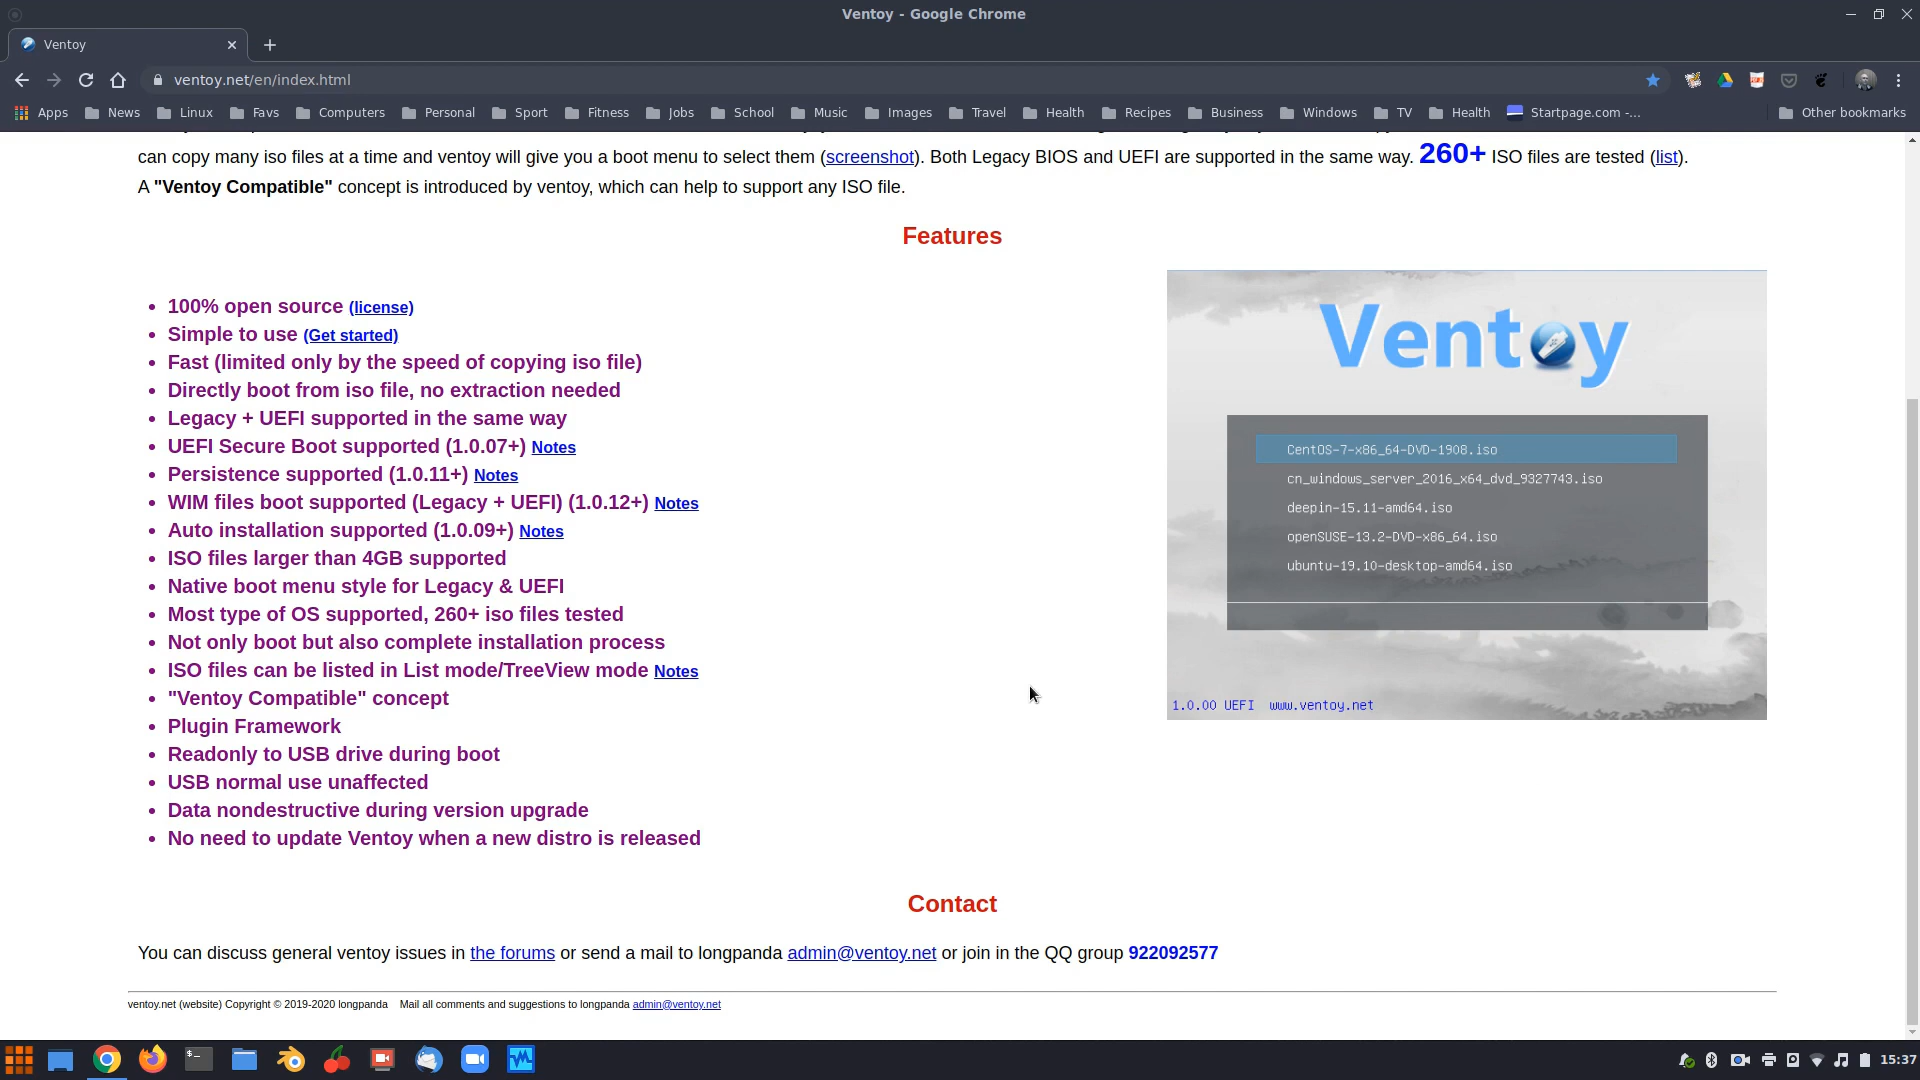 Ventoy - Google Chrome
Ventoy
ventoy.net/en/index.html
Apps News Linux Favs Computers Personal Sport Fitness Jobs School Music Images Travel Health Recipes Business Windows TV Health Startpage.com -... Other bookmarks
can copy many iso files at a time and ventoy will give you a boot menu to select them (screenshot). Both Legacy BIOS and UEFI are supported in the same way. 260+ ISO files are tested (list).
A "Ventoy Compatible" concept is introduced by ventoy, which can help to support any ISO file.
Features
100% open source (license)
Simple to use (Get started)
Fast (limited only by the speed of copying iso file)
Directly boot from iso file, no extraction needed
Legacy + UEFI supported in the same way
UEFI Secure Boot supported (1.0.07+) Notes
Persistence supported (1.0.11+) Notes
WIM files boot supported (Legacy + UEFI) (1.0.12+) Notes
Auto installation supported (1.0.09+) Notes
ISO files larger than 4GB supported
Native boot menu style for Legacy & UEFI
Most type of OS supported, 260+ iso files tested
Not only boot but also complete installation process
ISO files can be listed in List mode/TreeView mode Notes
"Ventoy Compatible" concept
Plugin Framework
Readonly to USB drive during boot
USB normal use unaffected
Data nondestructive during version upgrade
No need to update Ventoy when a new distro is released
Ventoy
CentOS-7-x86_64-DVD-1908.iso
cn_windows_server_2016_x64_dvd_9327743.iso
deepin-15.11-amd64.iso
openSUSE-13.2-DVD-x86_64.iso
ubuntu-19.10-desktop-amd64.iso
1.0.00 UEFI www.ventoy.net
Contact
You can discuss general ventoy issues in the forums or send a mail to longpanda admin@ventoy.net or join in the QQ group 922092577
ventoy.net (website) Copyright © 2019-2020 longpanda Mail all comments and suggestions to longpanda admin@ventoy.net
15:37